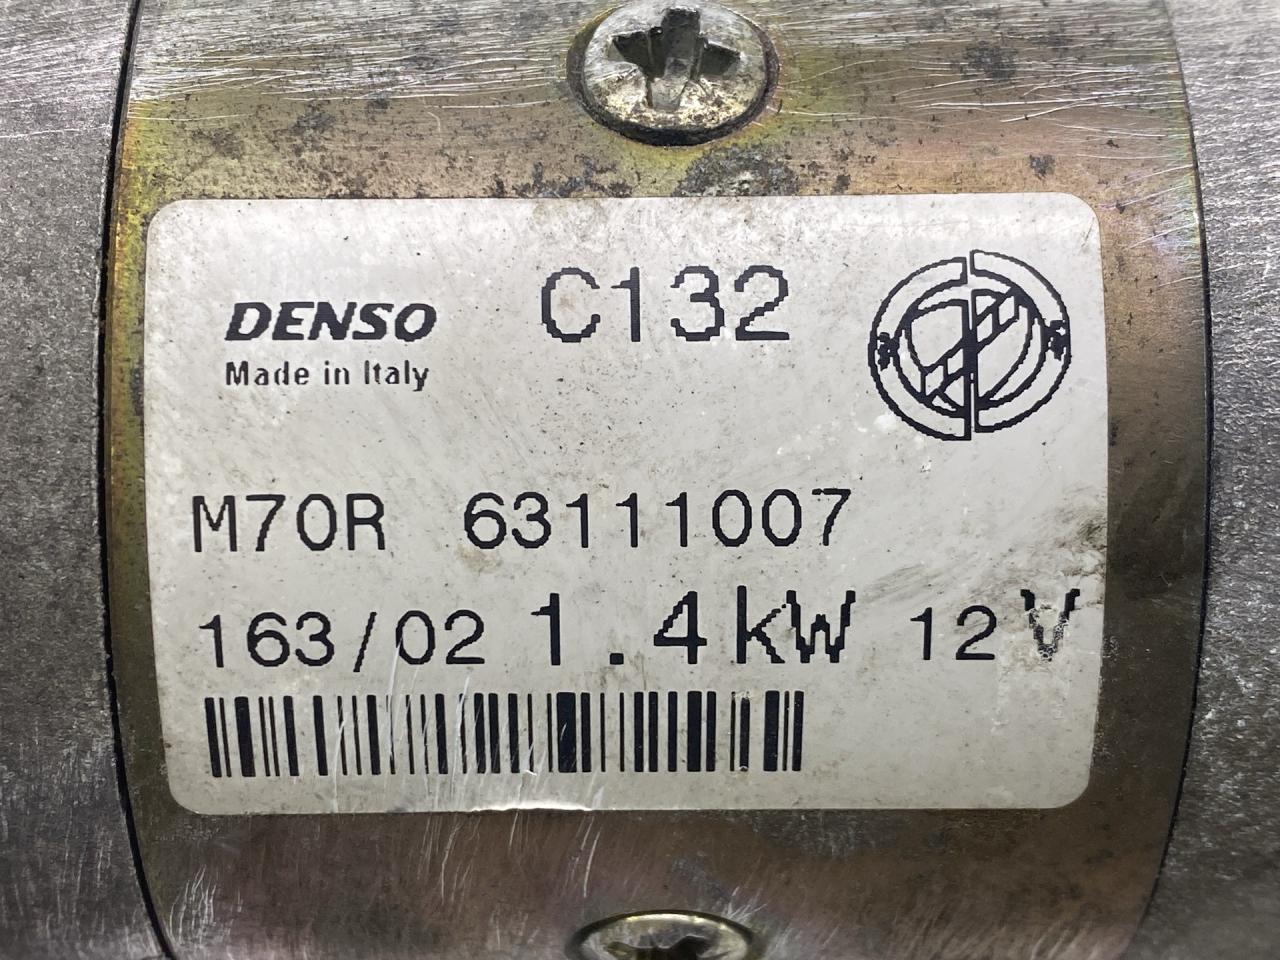 DENSO C132
Made in Italy
M70R 63111007
163/02 1.4kW 12V